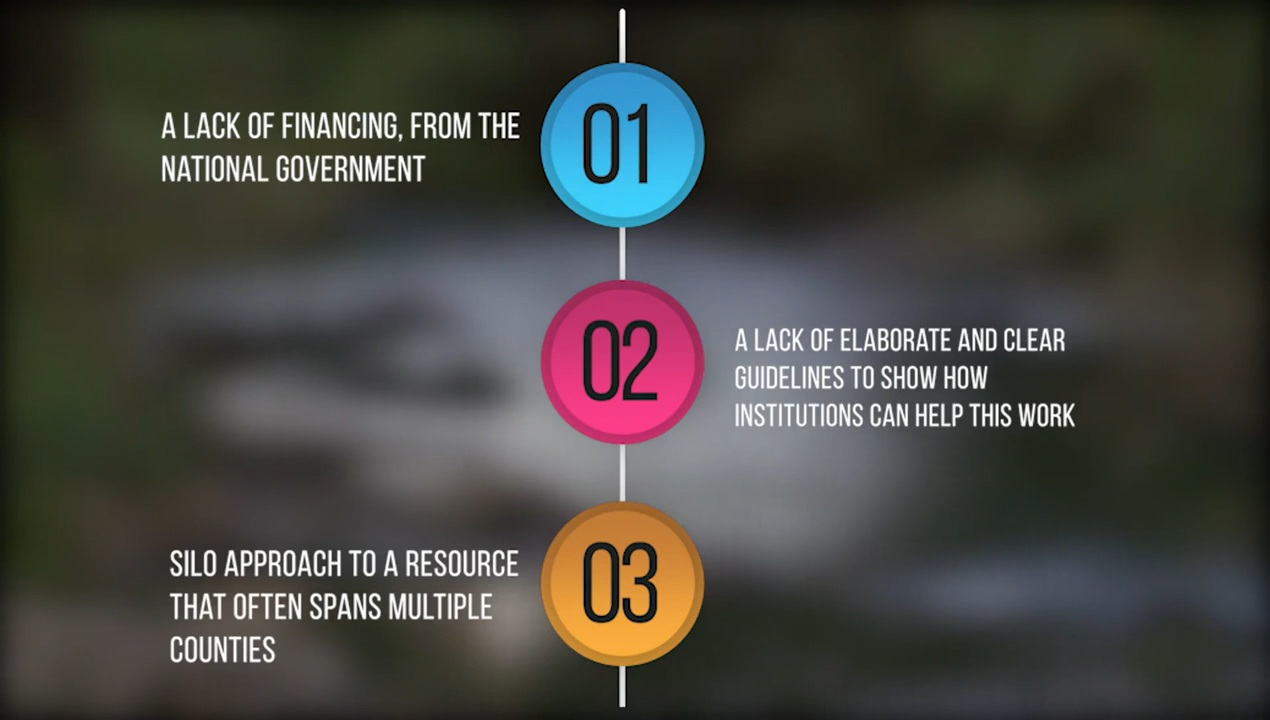 A LACK OF FINANCING, FROM THE
NATIONAL GOVERNMENT
01
02
A LACK OF ELABORATE AND CLEAR
GUIDELINES TO SHOW HOW
INSTITUTIONS CAN HELP THIS WORK
SILO APPROACH TO A RESOURCE
THAT OFTEN SPANS MULTIPLE
COUNTIES
03